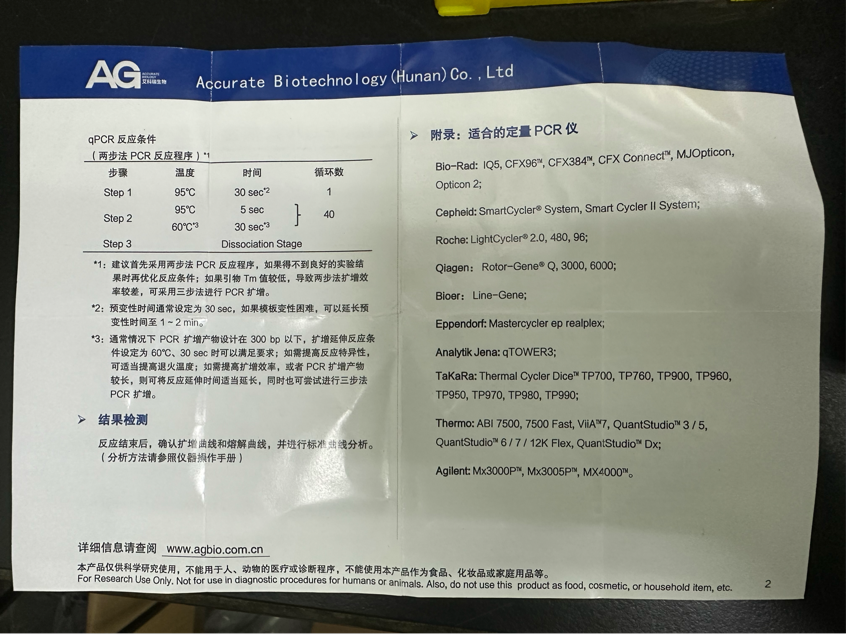 AG ACCURATE BIOLOGY 艾科瑞生物
Accurate Biotechnology(Hunan)Co.,Ltd
qPCR 反应条件
（两步法 PCR 反应程序）*1
步骤 温度 时间 循环数
Step 1 95℃ 30 sec*2 1
Step 2 95℃ 5 sec 40
60℃*3 30 sec*3
Step 3 Dissociation Stage
*1：建议首先采用两步法 PCR 反应程序，如果得不到良好的实验结
果时再优化反应条件；如果引物 Tm 值较低，导致两步法扩增效
率较差，可采用三步法进行 PCR 扩增。
*2：预变性时间通常设定为 30 sec，如果模板变性困难，可以延长预
变性时间至 1 ~ 2 min。
*3：通常情况下 PCR 扩增产物设计在 300 bp 以下，扩增延伸反应条
件设定为 60℃、30 sec 时可以满足要求；如需提高反应特异性，
可适当提高退火温度；如需提高扩增效率，或者 PCR 扩增产物
较长，则可将反应延伸时间适当延长，同时也可尝试进行三步法
PCR 扩增。
➢ 结果检测
反应结束后，确认扩增曲线和熔解曲线，并进行标准曲线分析。
（分析方法请参照仪器操作手册）
➢ 附录：适合的定量 PCR 仪
Bio-Rad: IQ5, CFX96™, CFX384™, CFX Connect™, MJOpticon,
Opticon 2;
Cepheid: SmartCycler® System, Smart Cycler II System;
Roche: LightCycler® 2.0, 480, 96;
Qiagen: Rotor-Gene® Q, 3000, 6000;
Bioer: Line-Gene;
Eppendorf: Mastercycler ep realplex;
Analytik Jena: qTOWER3;
TaKaRa: Thermal Cycler Dice™ TP700, TP760, TP900, TP960,
TP950, TP970, TP980, TP990;
Thermo: ABI 7500, 7500 Fast, ViiA™7, QuantStudio™ 3 / 5,
QuantStudio™ 6 / 7 / 12K Flex, QuantStudio™ Dx;
Agilent: Mx3000P™, Mx3005P™, MX4000™。
详细信息请查阅 www.agbio.com.cn
本产品仅供科学研究使用，不能用于人、动物的医疗或诊断程序，不能使用本产品作为食品、化妆品或家庭用品等。
For Research Use Only. Not for use in diagnostic procedures for humans or animals. Also, do not use this product as food, cosmetic, or household item, etc.
2